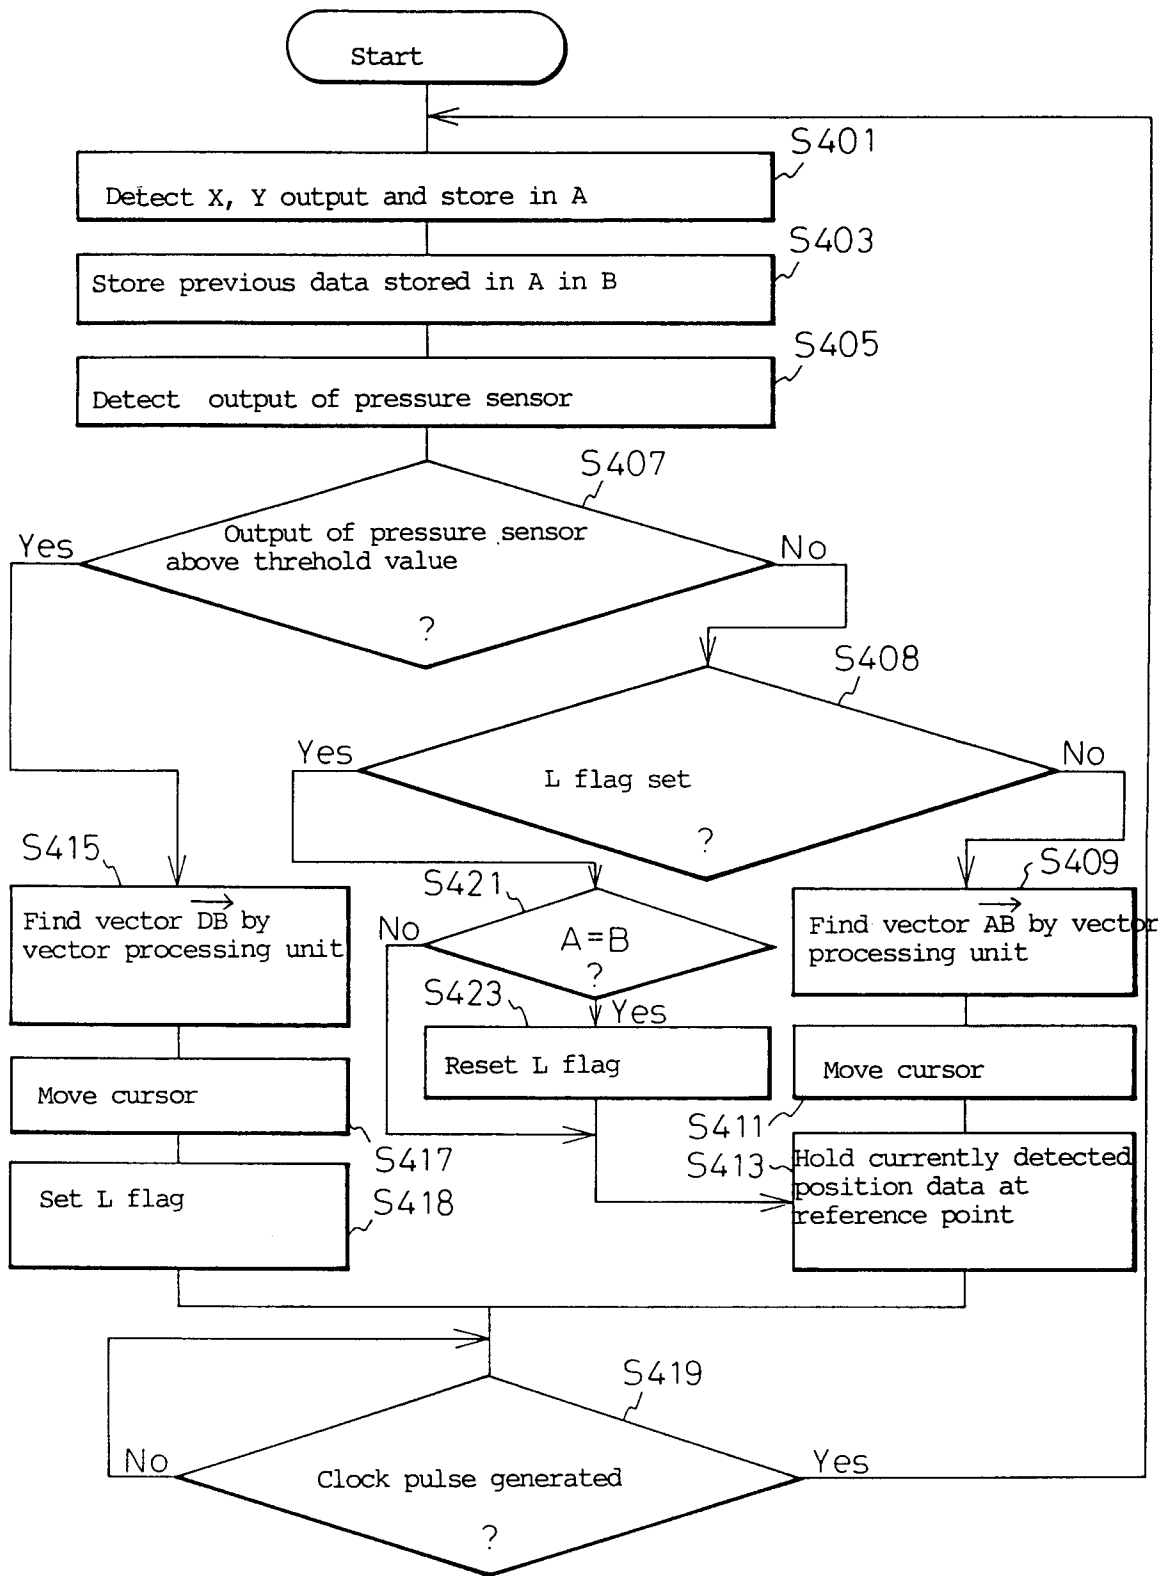 Start
S401
Detect X, Y output and store in A
S403
Store previous data stored in A in B
S405
Detect output of pressure sensor
S407
Output of pressure sensor
above threhold value
?
Yes
No
S408
L flag set
?
Yes
No
S415
Find vector DB by
vector processing unit
S421
A=B
?
No
Yes
S409
Find vector AB by vector
processing unit
S423
Reset L flag
Move cursor
S417
Move cursor
S411
Set L flag
S418
S413
Hold currently detected
position data at
reference point
S419
Clock pulse generated
?
No
Yes